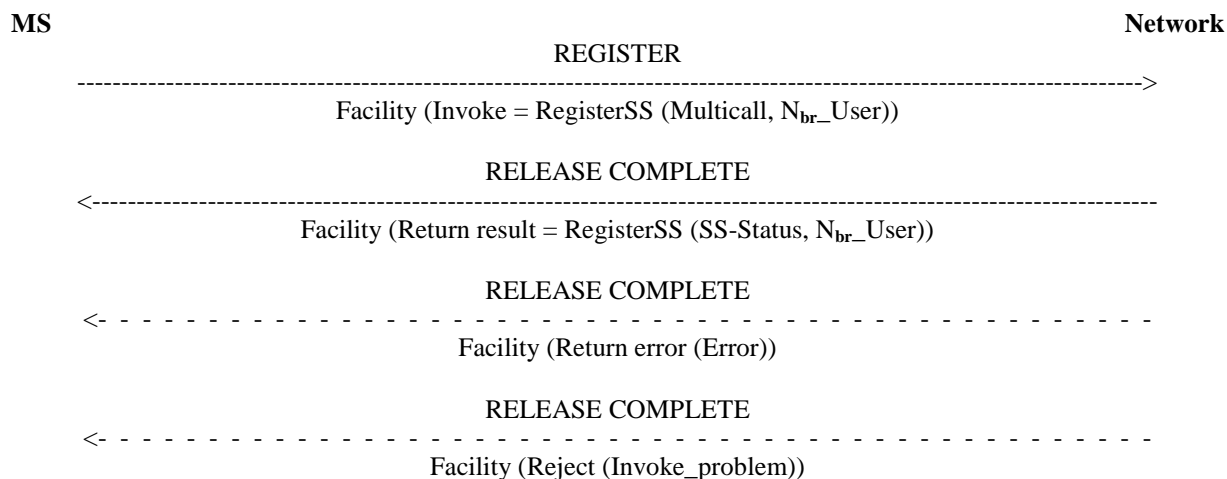 MS Network
REGISTER
Facility (Invoke = RegisterSS (Multicall, Nbr_User))
RELEASE COMPLETE
Facility (Return result = RegisterSS (SS-Status, Nbr_User))
RELEASE COMPLETE
Facility (Return error (Error))
RELEASE COMPLETE
Facility (Reject (Invoke_problem))